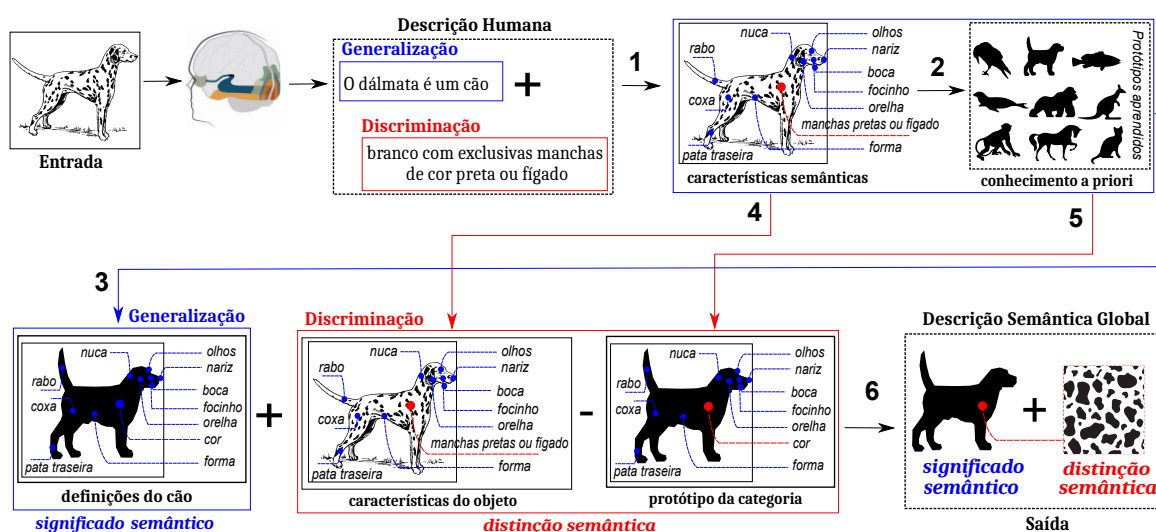 Entrada
Descrição Humana
Generalização
O dálmata é um cão
+
Discriminação
branco com exclusivas manchas
de cor preta ou fígado
1
nuca
olhos
nariz
rabo
boca
focinho
coxa
orelha
manchas pretas ou fígado
forma
pata traseira
características semânticas
2
Protótipos aprendidos
conhecimento a priori
4
5
3
Generalização
nuca
olhos
nariz
rabo
boca
coxa
focinho
orelha
cor
forma
pata traseira
definições do cão
significado semântico
+
Discriminação
nuca
olhos
nariz
rabo
boca
focinho
coxa
orelha
manchas pretas ou fígado
forma
pata traseira
características do objeto
-
nuca
olhos
nariz
rabo
boca
coxa
focinho
orelha
cor
forma
pata traseira
protótipo da categoria
distinção semântica
6
Descrição Semântica Global
+
significado
semântico
distinção
semântica
Saída